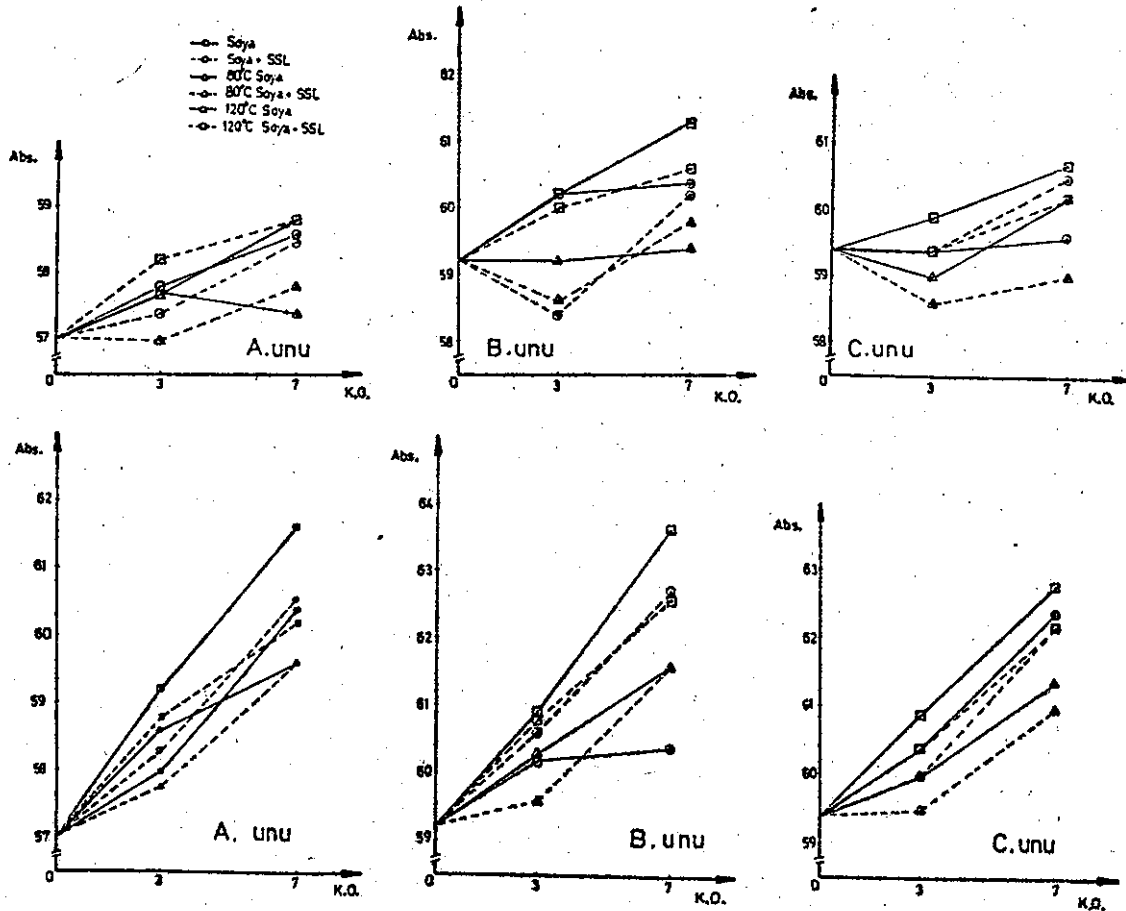 Soya
Soya + SSL
80°C Soya
80°C Soya + SSL
120°C Soya
120°C Soya + SSL
Abs.
59
58
57
0
3
7
K.O.
A.unu
Abs.
62
61
60
59
58
0
3
7
K.O.
B.unu
Abs.
61
60
59
58
0
3
7
K.O.
C.unu
Abs.
62
61
60
59
58
57
0
3
7
K.O.
A. unu
Abs.
64
63
62
61
60
59
0
3
7
K.O.
B.unu
Abs.
63
62
61
60
59
0
3
7
K.O.
C.unu